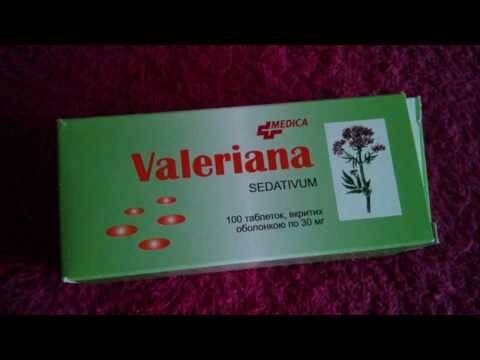 MEDICA
Valeriana
SEDATIVUM
100 таблеток, вкритих
оболонкою по 30 мг